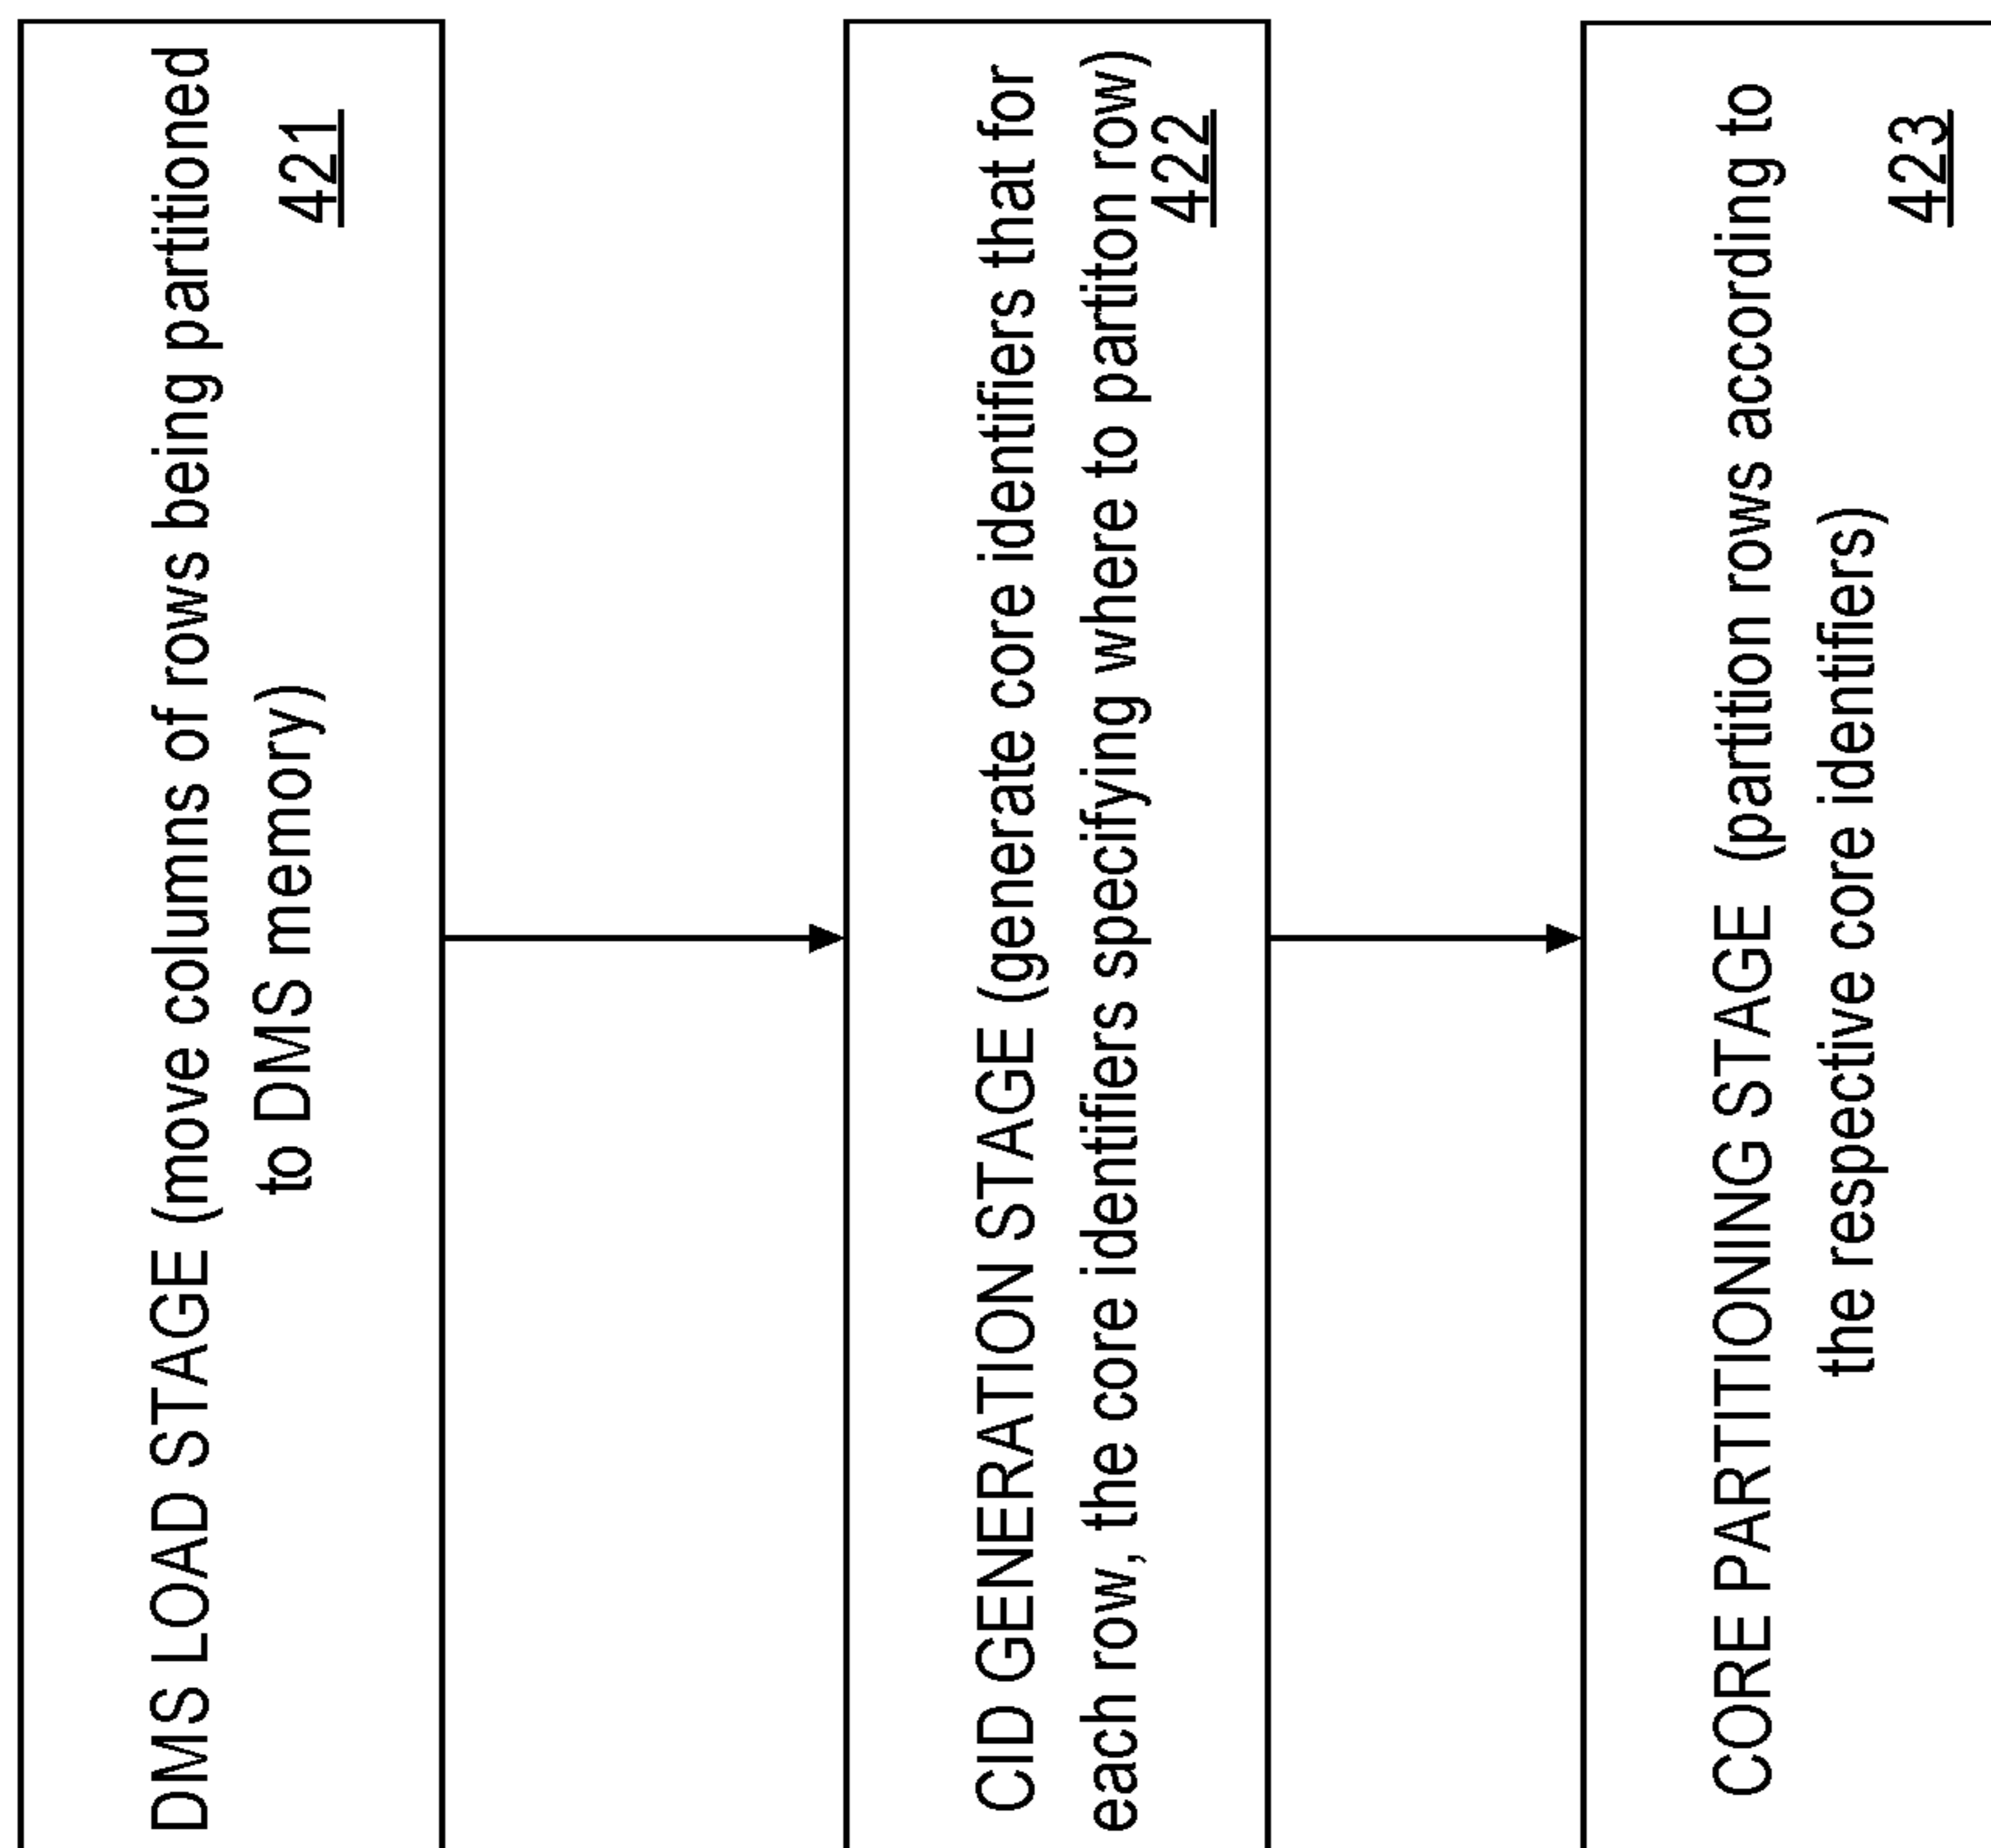 DMS LOAD STAGE (move columns of rows being partitioned
to DMS memory)
421
CID GENERATION STAGE (generate core identifiers that for
each row, the core identifiers specifying where to partiton row)
422
CORE PARTITIONING STAGE (partition rows according to
the respective core identifiers)
423